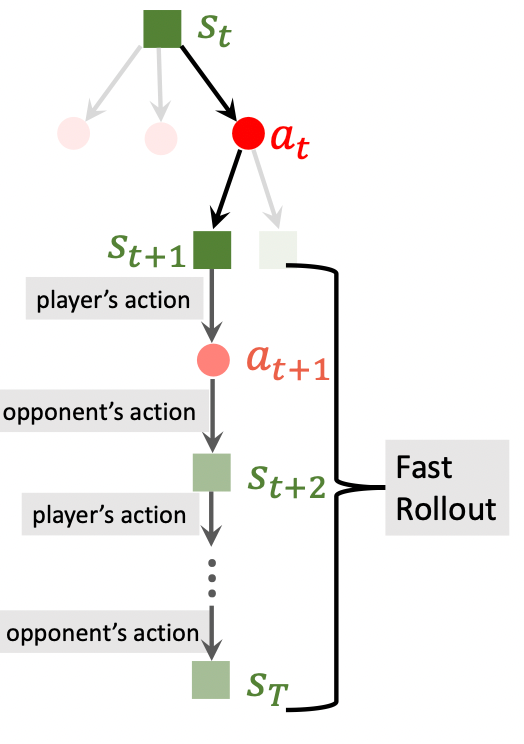 s_t
a_t
s_{t+1}
player's action
a_{t+1}
opponent's action
s_{t+2}
Fast
Rollout
player's action
opponent's action
s_T